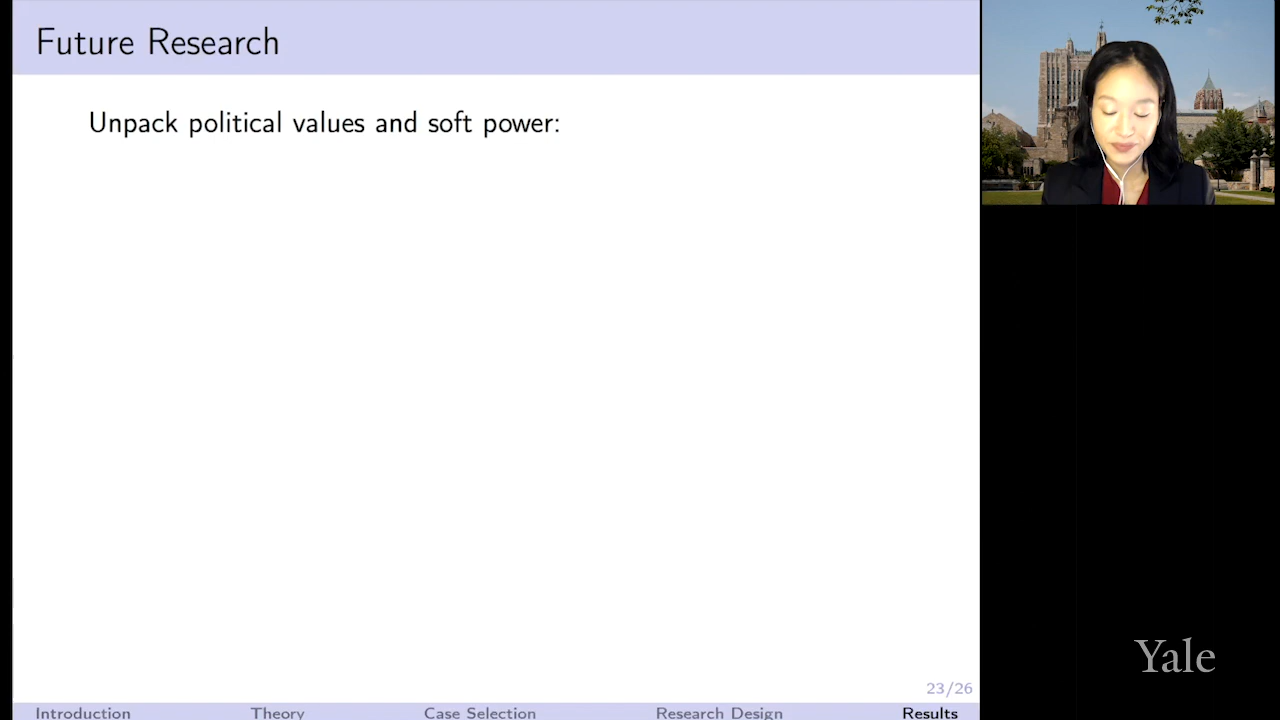 Future Research
Unpack political values and soft power:
23/26
Introduction Theory Case Selection Research Design Results
Yale